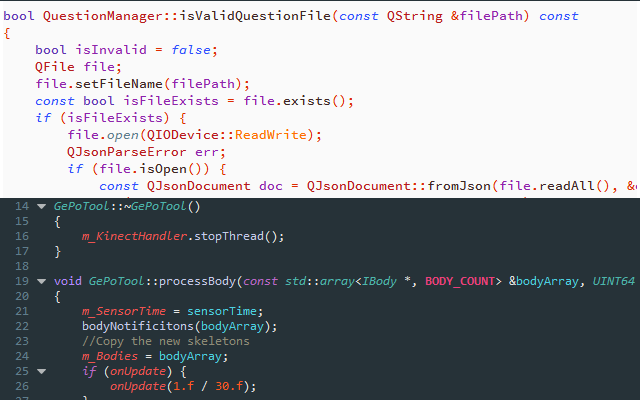 bool QuestionManager::isValidQuestionFile(const QString &filePath) const
{
    bool isInvalid = false;
    QFile file;
    file.setFileName(filePath);
    const bool isFileExists = file.exists();
    if (isFileExists) {
        file.open(QIODevice::ReadWrite);
        QJsonParseError err;
        if (file.isOpen()) {
            const QJsonDocument doc = QJsonDocument::fromJson(file.readAll(), &
14 GePoTool::~GePoTool()
15 {
16     m_KinectHandler.stopThread();
17 }
18
19 void GePoTool::processBody(const std::array<IBody *, BODY_COUNT> &bodyArray, UINT64
20 {
21     m_SensorTime = sensorTime;
22     bodyNotificitons(bodyArray);
23     //Copy the new skeletons
24     m_Bodies = bodyArray;
25     if (onUpdate) {
26         onUpdate(1.f / 30.f);